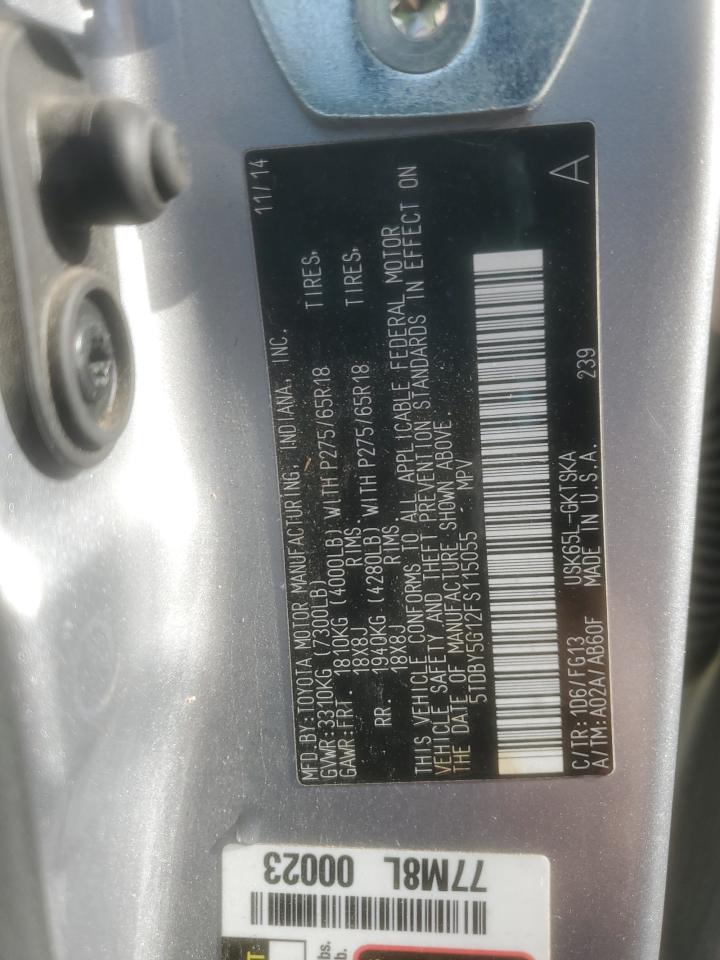 MFD.BY:TOYOTA MOTOR MANUFACTURING, INDIANA, INC. 11/14
GVWR:3310KG (7300LB)
GAWR:FRT. 1810KG (4000LB) WITH P275/65R18 TIRES,
18X8J RIMS.
RR. 1940KG (4280LB) WITH P275/65R18 TIRES,
18X8J RIMS.
THIS VEHICLE CONFORMS TO ALL APPLICABLE FEDERAL MOTOR
VEHICLE SAFETY AND THEFT PREVENTION STANDARDS IN EFFECT ON
THE DATE OF MANUFACTURE SHOWN ABOVE.
5TDBY5G12FS115055 MPV
A
C/TR:1D6/FG13 USK65L-GKTSKA 239
A/TM:A02A/AB60F MADE IN U.S.A.
77M8L 00023
bs.
b.